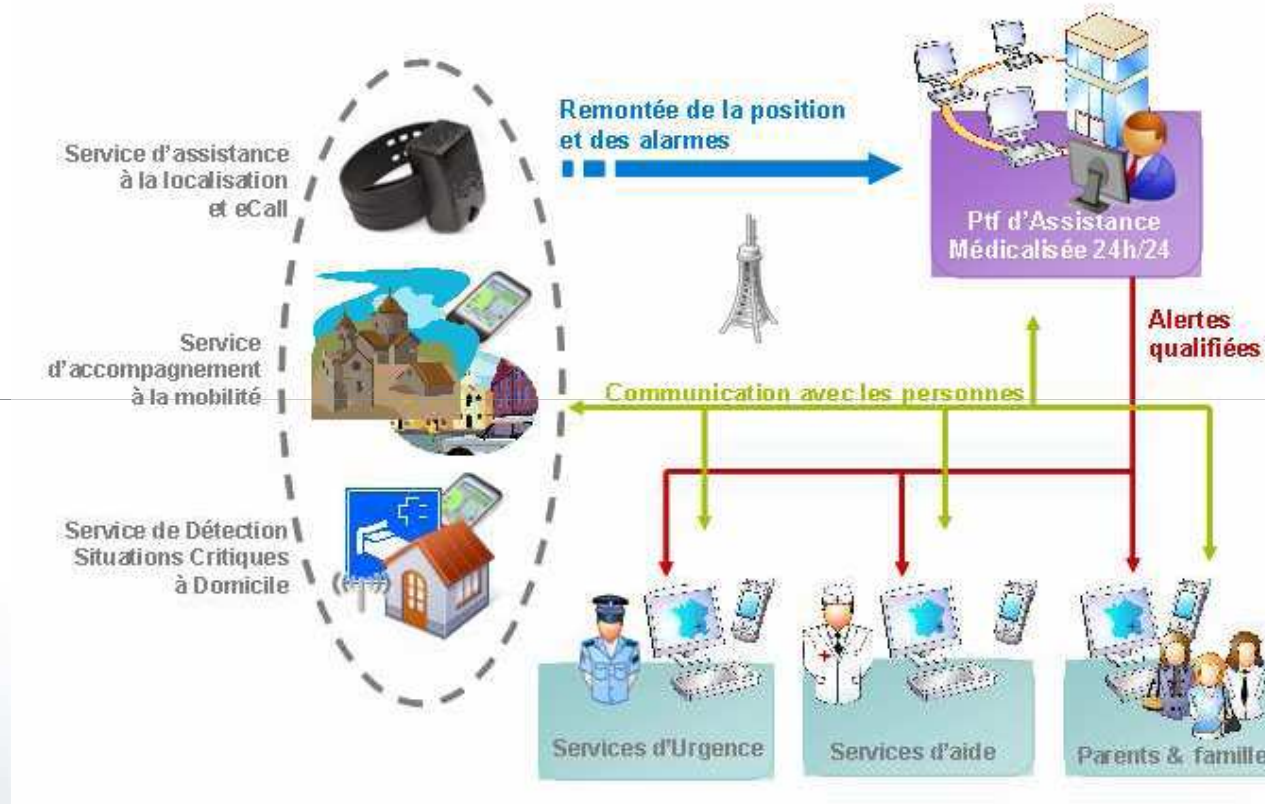 Service d'assistance
à la localisation
et eCall
Remontée de la position
et des alarmes
Ptf d'Assistance
Médicalisée 24h/24
Service
d'accompagnement
à la mobilité
Alertes
qualifiées
Communication avec les personnes
Service de Détection
Situations Critiques
à Domicile
Services d'Urgence
Services d'aide
Parents & famille